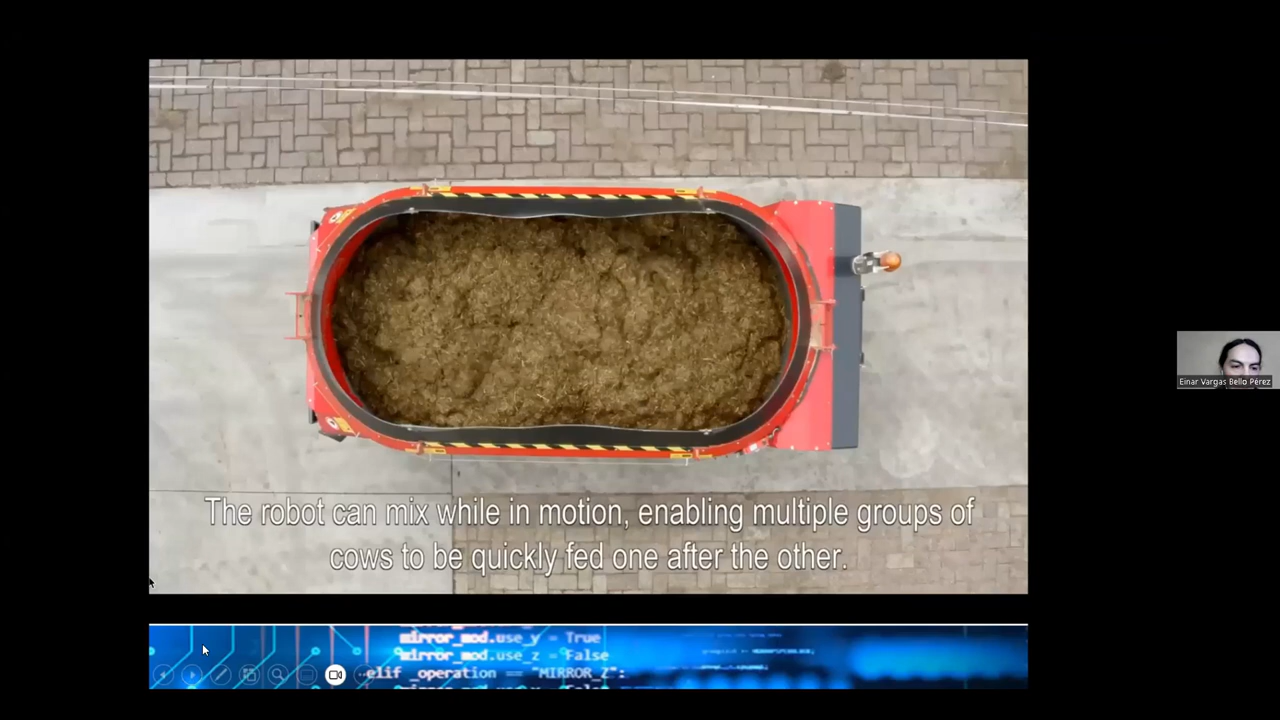 The robot can mix while in motion, enabling multiple groups of
cows to be quickly fed one after the other.
Einar Vargas Bello Pérez
mirror_mod.use_y = True
mirror_mod.use_z = False
elif _operation == "MIRROR_Z":